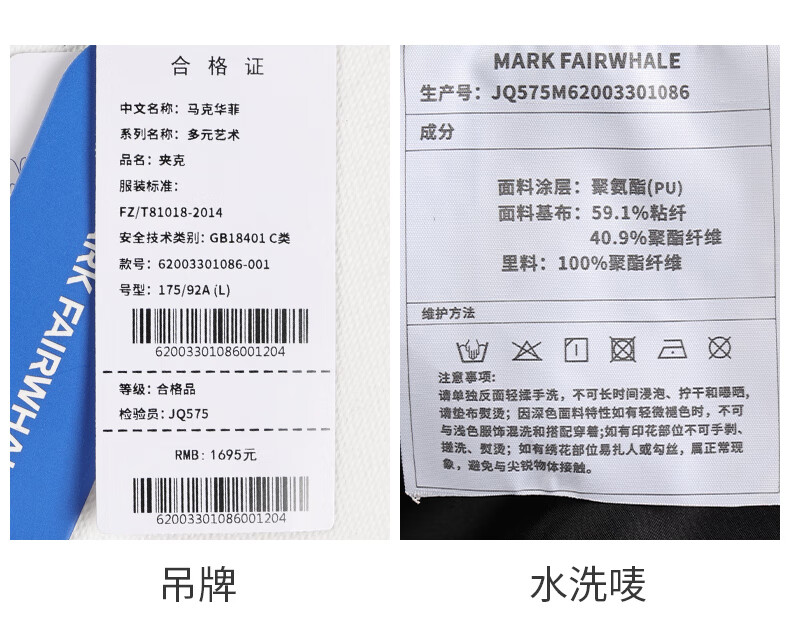 合格证
中文名称：马克华菲
系列名称：多元艺术
品名：夹克
服装标准：
FZ/T81018-2014
安全技术类别：GB18401 C类
款号：62003301086-001
号型：175/92A (L)
62003301086001204
等级：合格品
检验员：JQ575
RMB: 1695元
62003301086001204
ARK FAIRWHAL
MARK FAIRWHALE
生产号：JQ575M62003301086
成分
面料涂层：聚氨酯(PU)
面料基布：59.1%粘纤
40.9%聚酯纤维
里料：100%聚酯纤维
维护方法
注意事项：
请单独反面轻揉手洗，不可长时间浸泡、拧干和曝晒，
请垫布熨烫；因深色面料特性如有轻微褪色时，不可
与浅色服饰混洗和搭配穿着;如有印花部位不可手剥、
搓洗、熨烫；如有绣花部位易扎人或勾丝，属正常现
象，避免与尖锐物体接触。
吊牌
水洗唛